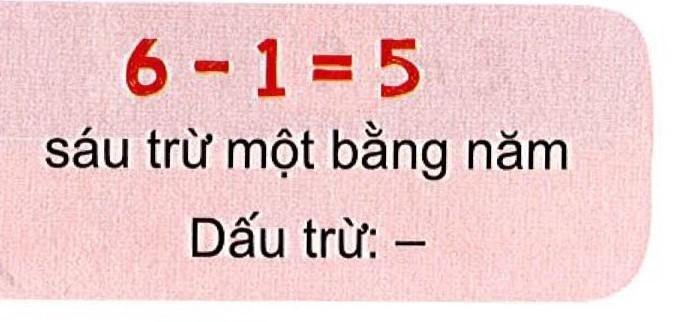 6 - 1 = 5
sáu trừ một bằng năm
Dấu trừ: –